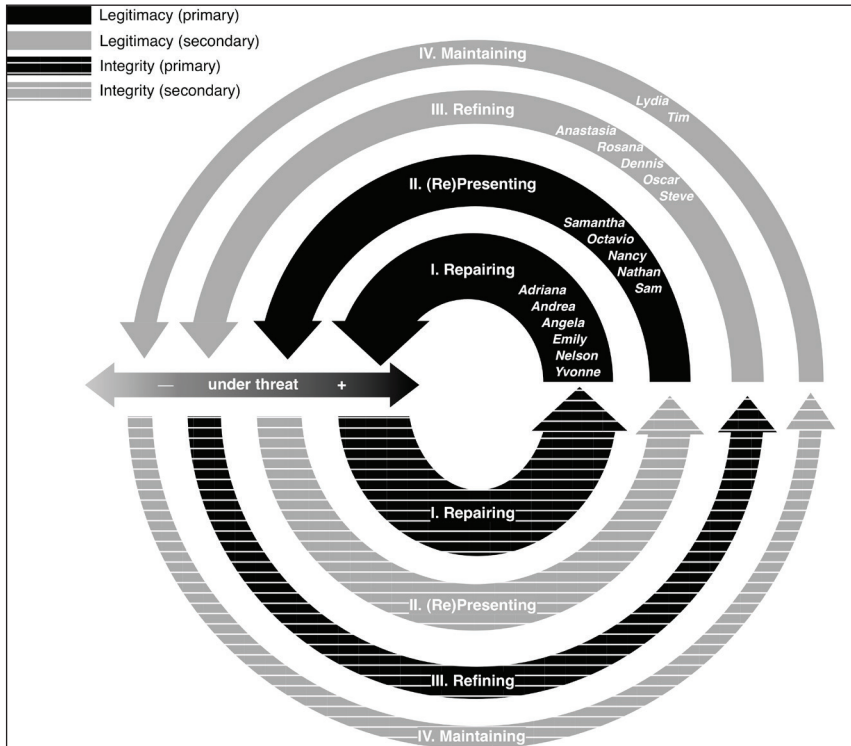 Legitimacy (primary)
Legitimacy (secondary)
Integrity (primary)
Integrity (secondary)
IV. Maintaining
Lydia
Tim
III. Refining
Anastasia
Rosana
Dennis
Oscar
Steve
II. (Re)Presenting
Samantha
Octavio
Nancy
Nathan
Sam
I. Repairing
Adriana
Andrea
Angela
Emily
Nelson
Yvonne
— under threat +
I. Repairing
II. (Re)Presenting
III. Refining
IV. Maintaining